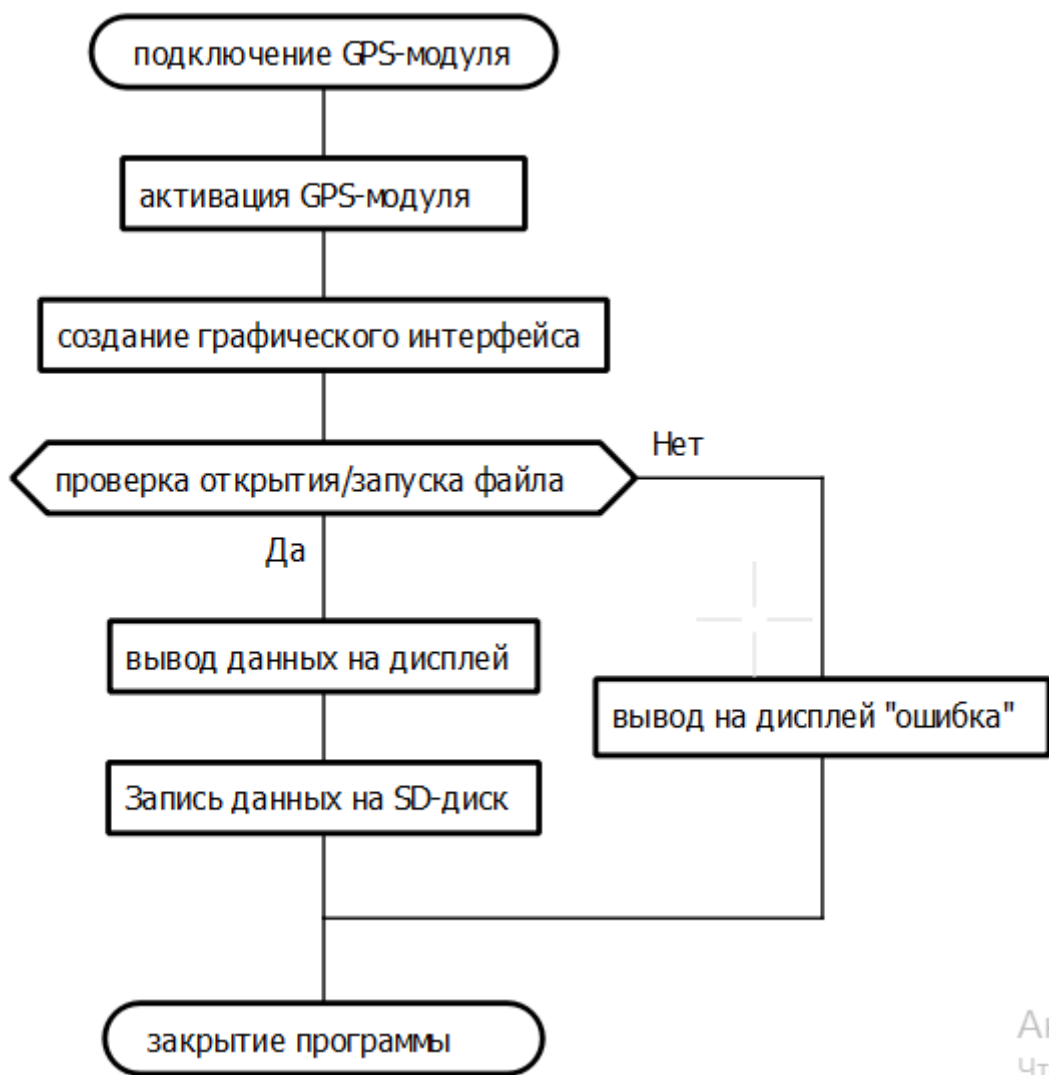 подключение GPS-модуля
активация GPS-модуля
создание графического интерфейса
проверка открытия/запуска файла
Нет
Да
вывод данных на дисплей
вывод на дисплей "ошибка"
Запись данных на SD-диск
закрытие программы